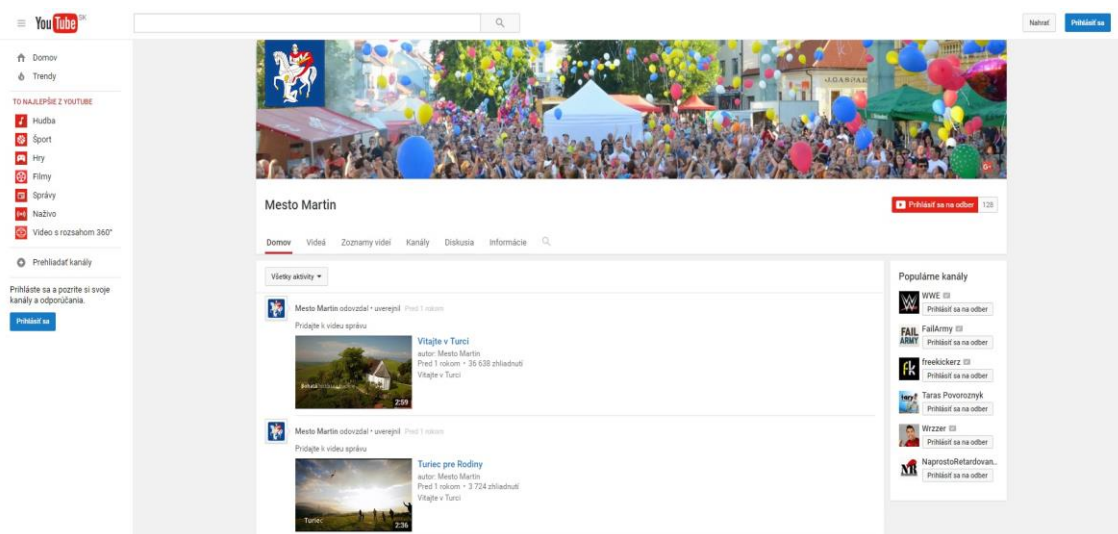 YouTube SK
Nahrať
Prihlásiť sa
Domov
Trendy
TO NAJLEPŠIE Z YOUTUBE
Hudba
Šport
Hry
Filmy
Správy
Naživo
Video s rozsahom 360°
Prehliadať kanály
Prihláste sa a pozrite si svoje
kanály a odporúčania.
Prihlásiť sa
Mesto Martin
Prihlásiť sa na odber 128
Domov Videá Zoznamy videí Kanály Diskusia Informácie
Všetky aktivity
Mesto Martin odovzdal • uverejnil Pred 1 rokom
Pridajte k videu správu
Vitajte v Turci
autor: Mesto Martin
Pred 1 rokom • 36 638 zhliadnutí
Vitajte v Turci
2:59
Mesto Martin odovzdal • uverejnil Pred 1 rokom
Pridajte k videu správu
Turiec pre Rodiny
autor: Mesto Martin
Pred 1 rokom • 3 724 zhliadnutí
Vitajte v Turci
Turiec
2:36
Populárne kanály
WWE
Prihlásiť sa na odber
FAIL
ARMY
FailArmy
Prihlásiť sa na odber
fk
freekickerz
Prihlásiť sa na odber
Taras Povoroznyk
Prihlásiť sa na odber
Wrzzer
Prihlásiť sa na odber
NR
NaprostoRetardovan...
Prihlásiť sa na odber